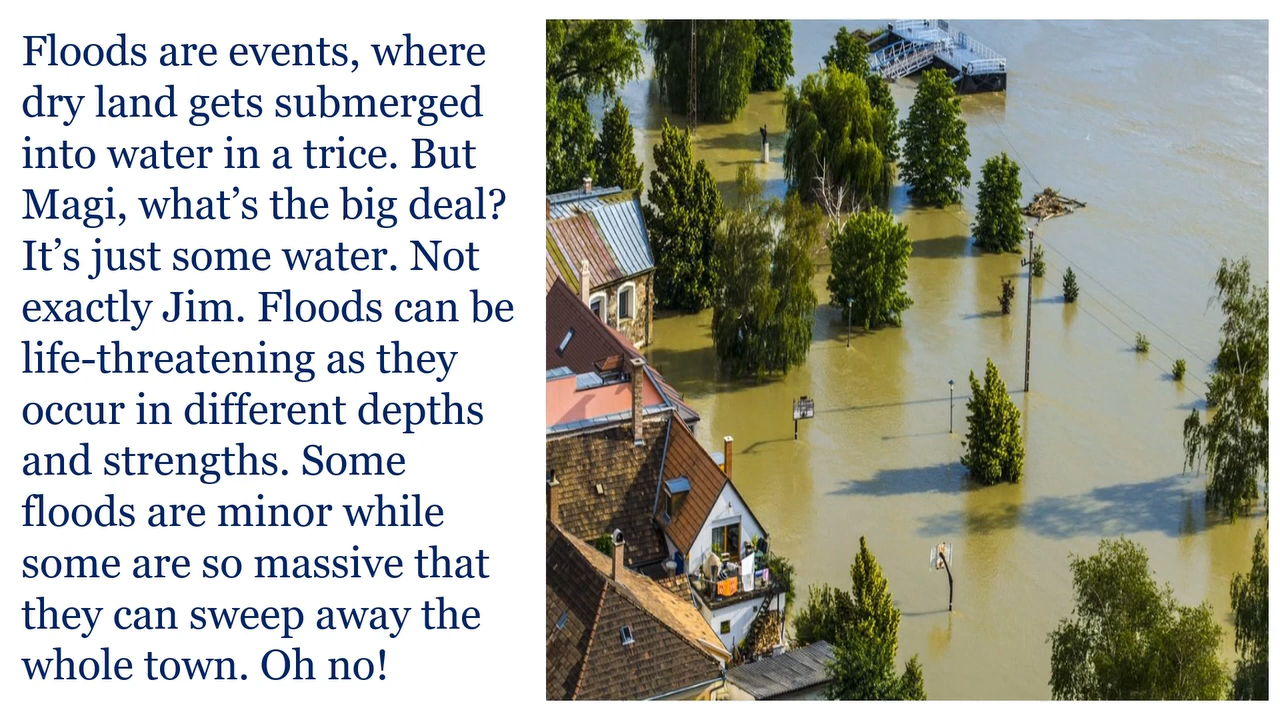 Floods are events, where
dry land gets submerged
into water in a trice. But
Magi, what’s the big deal?
It’s just some water. Not
exactly Jim. Floods can be
life-threatening as they
occur in different depths
and strengths. Some
floods are minor while
some are so massive that
they can sweep away the
whole town. Oh no!